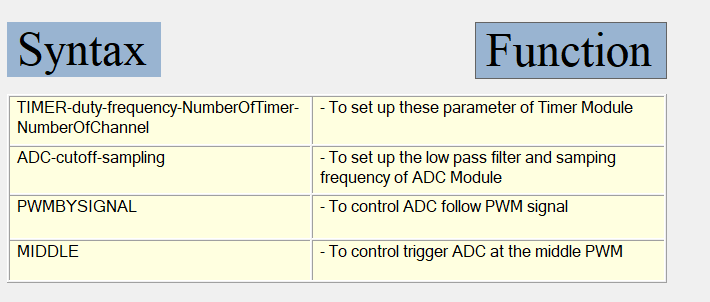 Syntax
Function
TIMER-duty-frequency-NumberOfTimer-
NumberOfChannel
- To set up these parameter of Timer Module
ADC-cutoff-sampling
- To set up the low pass filter and samping
frequency of ADC Module
PWMBYSIGNAL
- To control ADC follow PWM signal
MIDDLE
- To control trigger ADC at the middle PWM